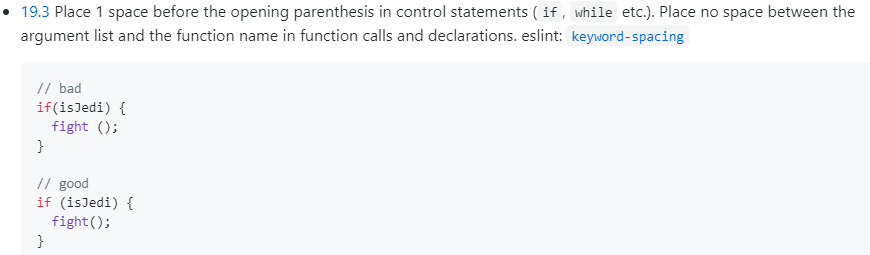 • 19.3 Place 1 space before the opening parenthesis in control statements ( if , while etc.). Place no space between the
argument list and the function name in function calls and declarations. eslint: keyword-spacing
// bad
if(isJedi) {
  fight ();
}
// good
if (isJedi) {
  fight();
}